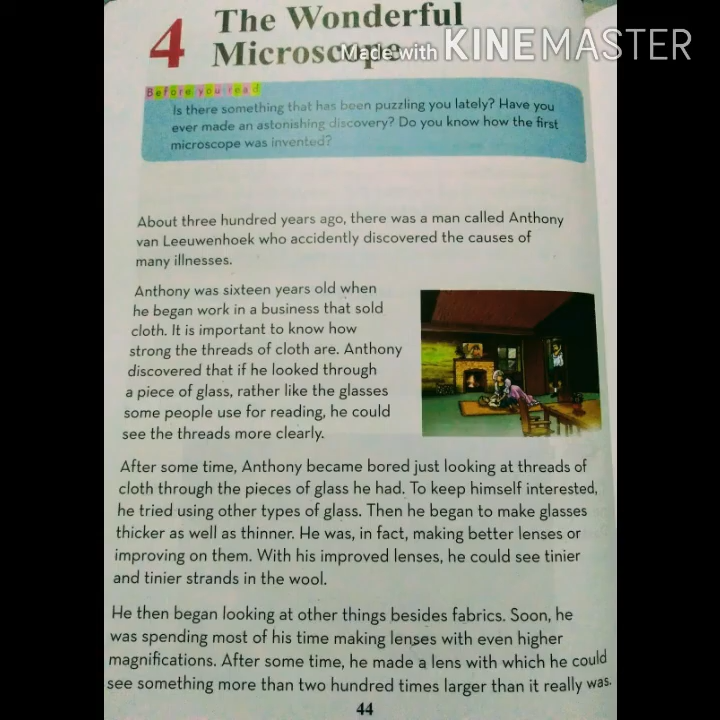 4
The Wonderful
Microscope
Made with KINEMASTER
Before you read
Is there something that has been puzzling you lately? Have you
ever made an astonishing discovery? Do you know how the first
microscope was invented?
About three hundred years ago, there was a man called Anthony
van Leeuwenhoek who accidently discovered the causes of
many illnesses.
Anthony was sixteen years old when
he began work in a business that sold
cloth. It is important to know how
strong the threads of cloth are. Anthony
discovered that if he looked through
a piece of glass, rather like the glasses
some people use for reading, he could
see the threads more clearly.
After some time, Anthony became bored just looking at threads of
cloth through the pieces of glass he had. To keep himself interested,
he tried using other types of glass. Then he began to make glasses
thicker as well as thinner. He was, in fact, making better lenses or
improving on them. With his improved lenses, he could see tinier
and tinier strands in the wool.
He then began looking at other things besides fabrics. Soon, he
was spending most of his time making lenses with even higher
magnifications. After some time, he made a lens with which he could
see something more than two hundred times larger than it really was.
44